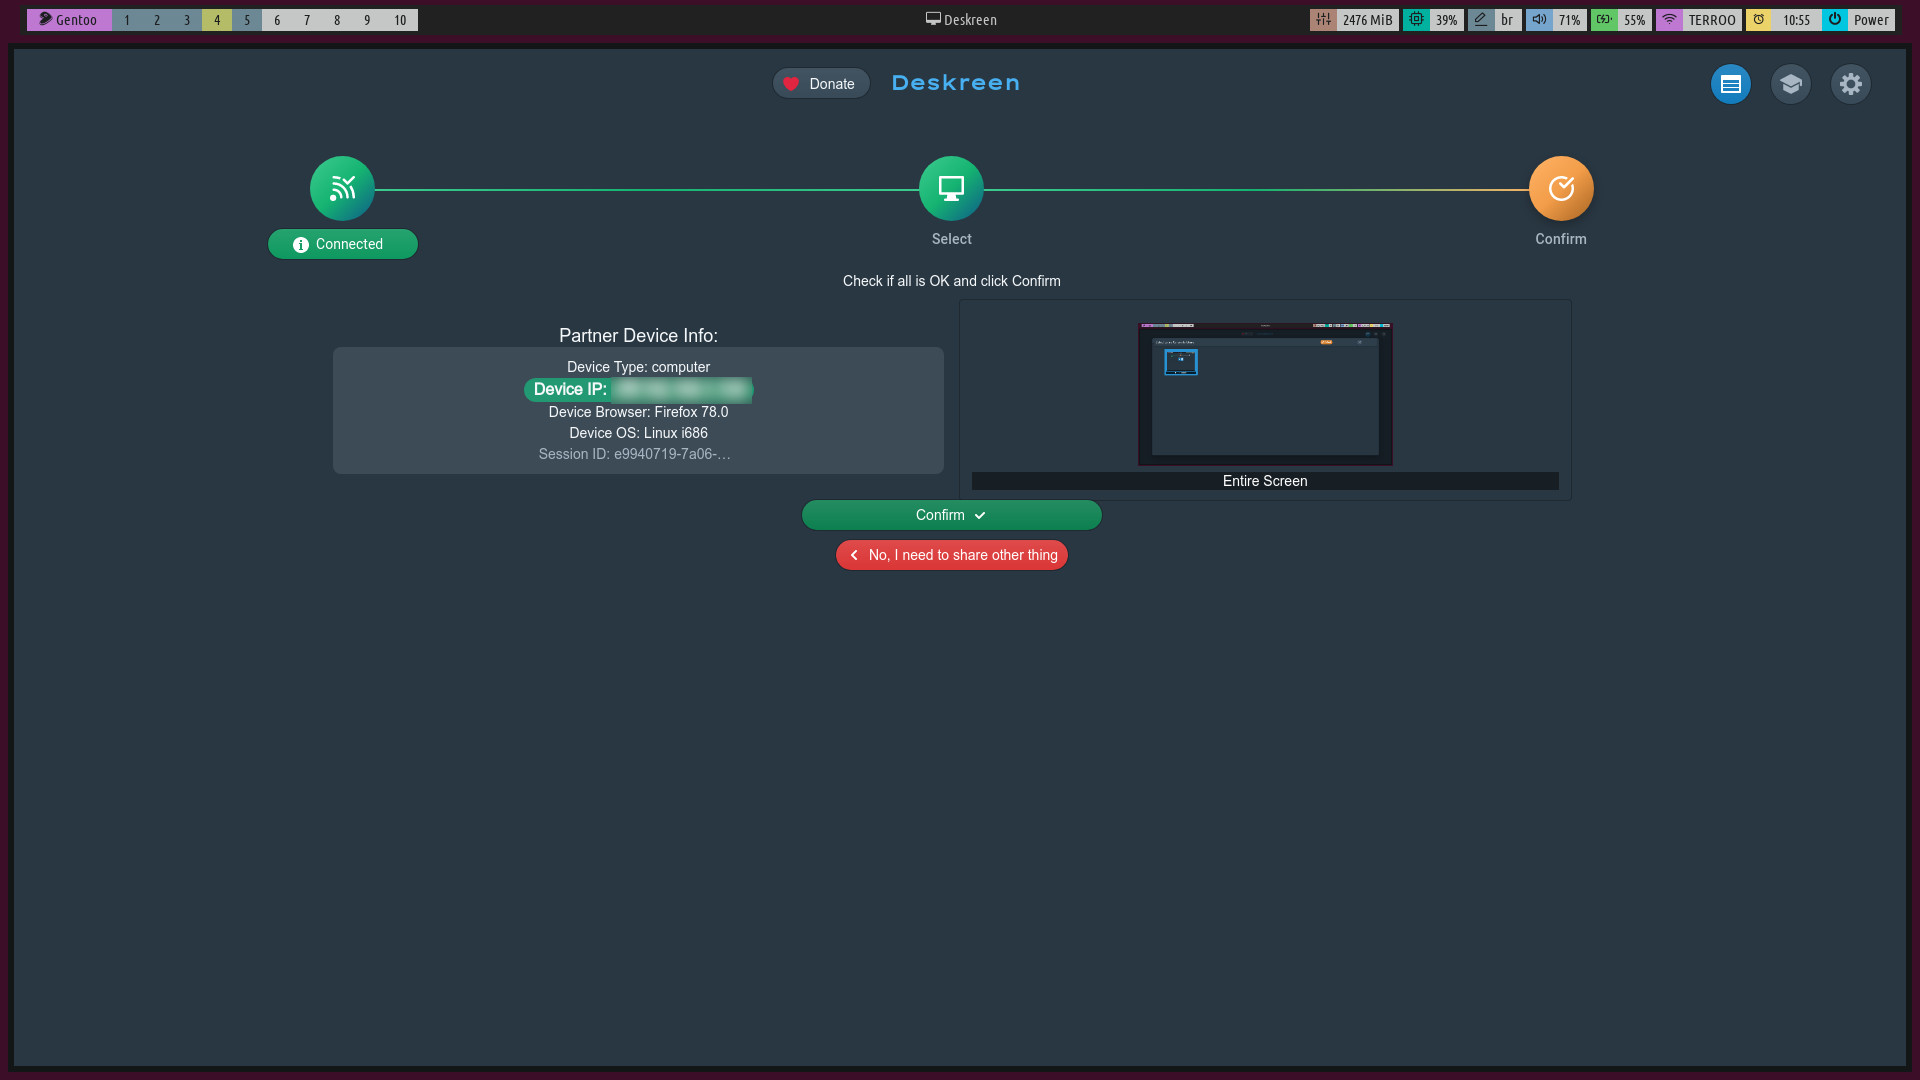 Gentoo 1 2 3 4 5 6 7 8 9 10
Deskreen
2476 MiB 39% br 71% 55% TERROO 10:55 Power
Donate
Deskreen
Connected
Select
Confirm
Check if all is OK and click Confirm
Partner Device Info:
Device Type: computer
Device IP:
Device Browser: Firefox 78.0
Device OS: Linux i686
Session ID: e9940719-7a06-…
Entire Screen
Confirm
No, I need to share other thing